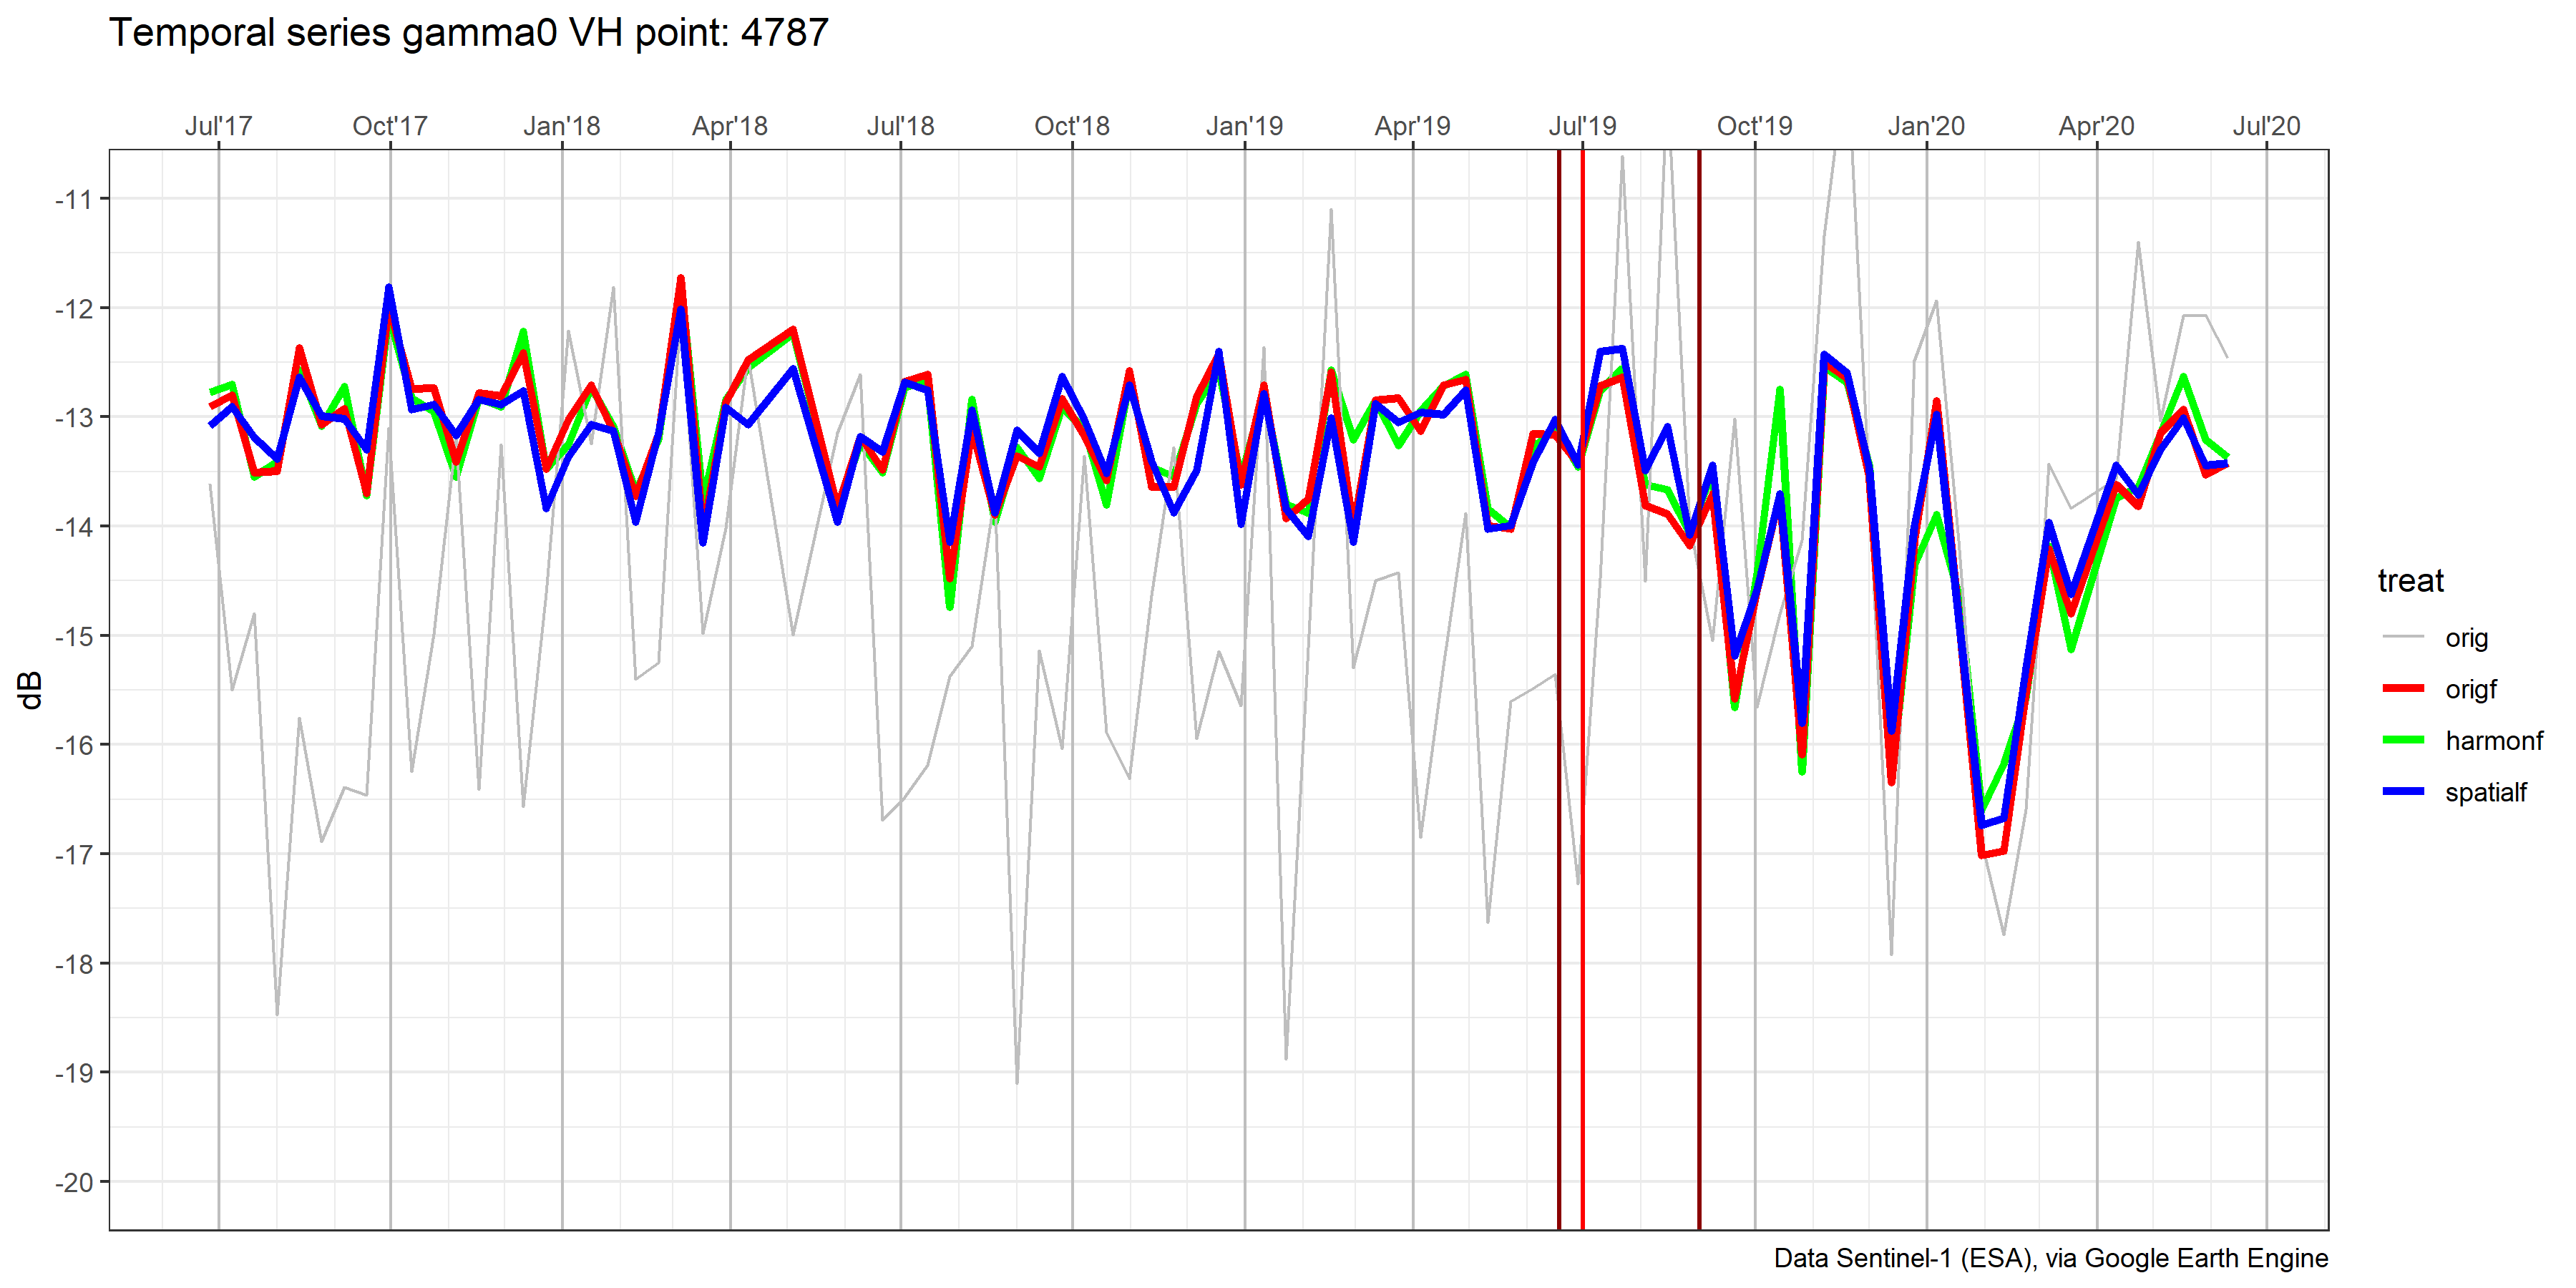 Temporal series gamma0 VH point: 4787
Jul'17 Oct'17 Jan'18 Apr'18 Jul'18 Oct'18 Jan'19 Apr'19 Jul'19 Oct'19 Jan'20 Apr'20 Jul'20
-11
-12
-13
-14
-15
-16
-17
-18
-19
-20
dB
treat
orig
origf
harmonf
spatialf
Data Sentinel-1 (ESA), via Google Earth Engine